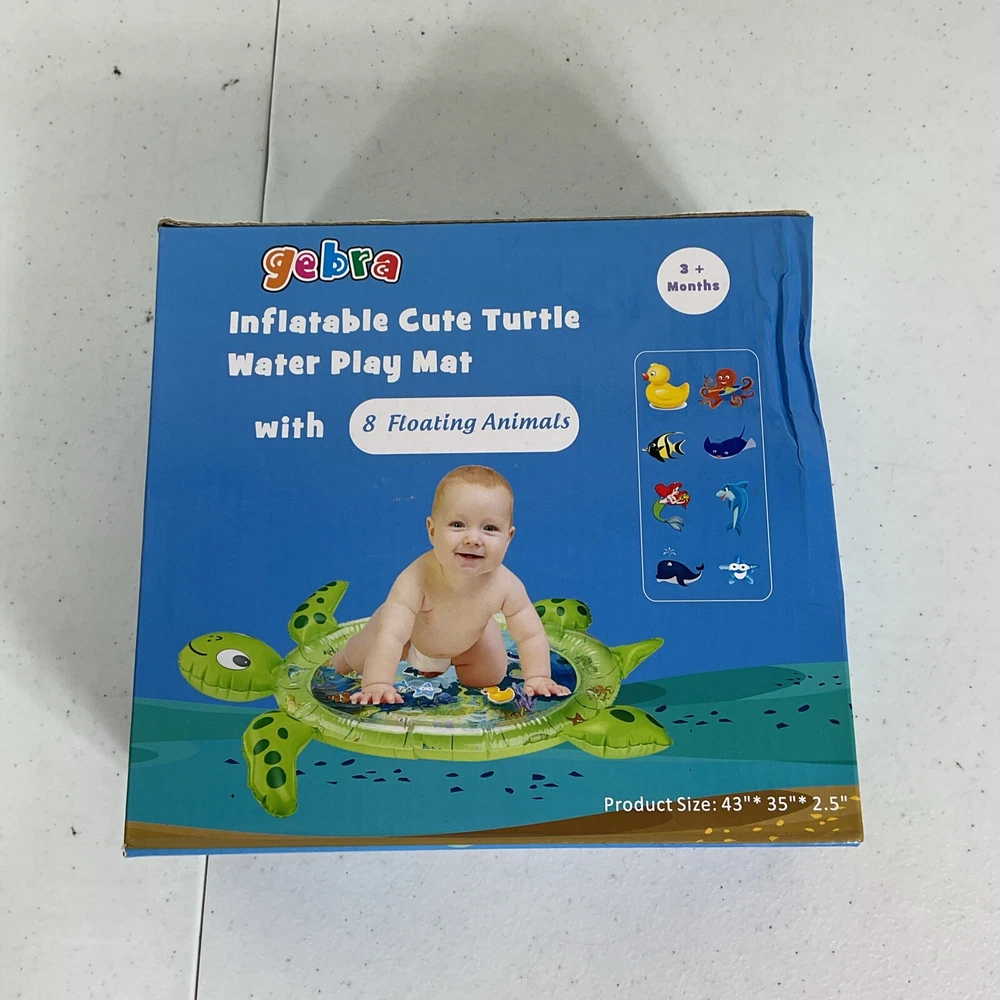 gebra
Inflatable Cute Turtle
Water Play Mat
with 8 Floating Animals
3 +
Months
Product Size: 43"* 35"* 2.5"